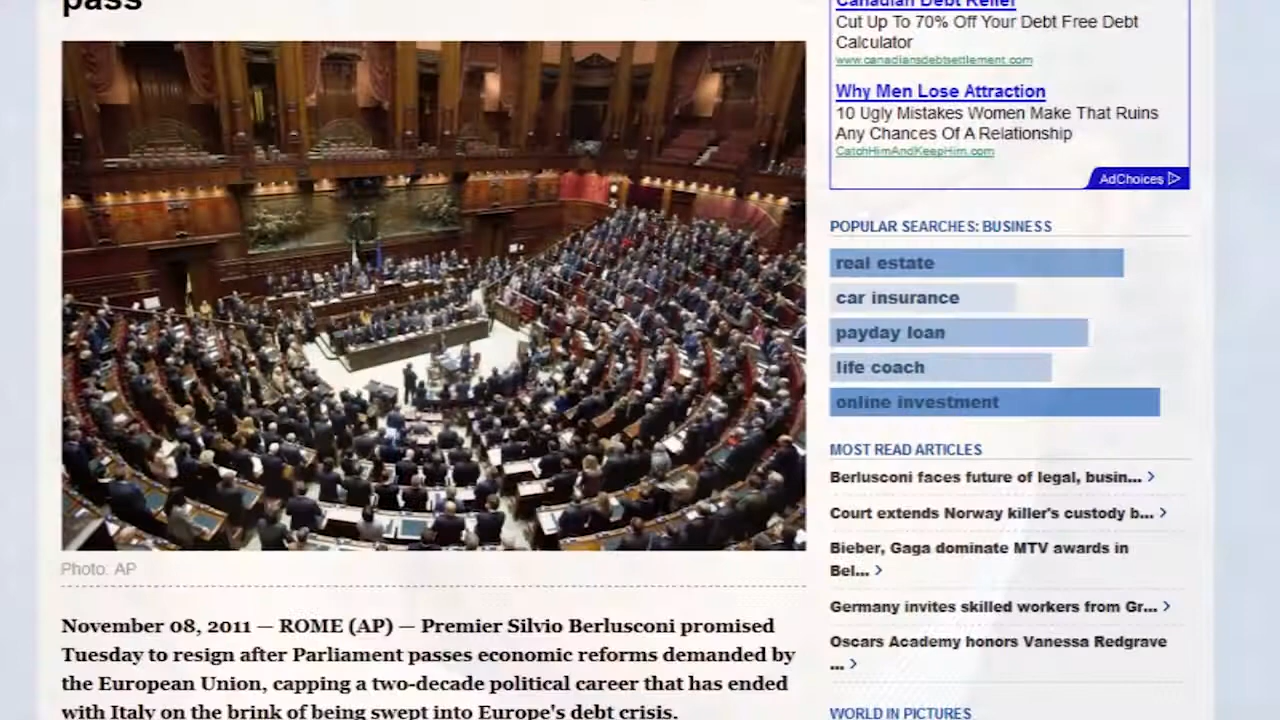 pass
Photo: AP
November 08, 2011 — ROME (AP) — Premier Silvio Berlusconi promised
Tuesday to resign after Parliament passes economic reforms demanded by
the European Union, capping a two-decade political career that has ended
with Italy on the brink of being swept into Europe's debt crisis.
Canadian Debt Relief
Cut Up To 70% Off Your Debt Free Debt
Calculator
www.canadiansdebtsettlement.com
Why Men Lose Attraction
10 Ugly Mistakes Women Make That Ruins
Any Chances Of A Relationship
CatchHimAndKeepHim.com
AdChoices
POPULAR SEARCHES: BUSINESS
real estate
car insurance
payday loan
life coach
online investment
MOST READ ARTICLES
Berlusconi faces future of legal, busin...
Court extends Norway killer's custody b...
Bieber, Gaga dominate MTV awards in
Bel...
Germany invites skilled workers from Gr...
Oscars Academy honors Vanessa Redgrave
...
WORLD IN PICTURES